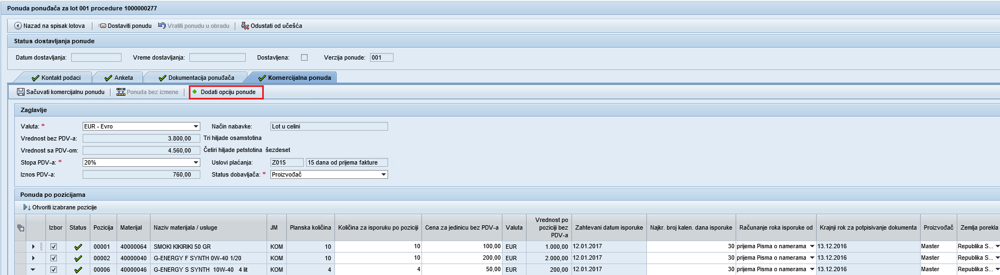 Ponuda ponuđača za lot 001 procedure 1000000277
Nazad na spisak lotova Dostaviti ponudu Vratiti ponudu u obradu Odustati od učešća
Status dostavljanja ponude
Datum dostavljanja: Vreme dostavljanja: Dostavljena: Verzija ponude: 001
Kontakt podaci Anketa Dokumentacija ponuđača Komercijalna ponuda
Sačuvati komercijalnu ponudu Ponuda bez izmene Dodati opciju ponude
Zaglavlje
Valuta: * EUR - Evro Način nabavke: Lot u celini
Vrednost bez PDV-a: 3.800,00 Tri hiljade osamstotina
Vrednost sa PDV-om: 4.560,00 Četiri hiljade petstotina šezdeset
Stopa PDV-a: * 20% Uslovi plaćanja: Z015 15 dana od prijema fakture
Iznos PDV-a: 760,00 Status dobavljača: * Proizvođač
Ponuda po pozicijama
Otvoriti izabrane pozicije
Izbor Status Pozicija Materijal Naziv materijala / usluge JM Planska količina Količina za isporuku po poziciji Cena za jedinicu bez PDV-a Valuta Vrednost po poziciji bez PDV-a Zahtevani datum isporuke Najkr. broj kalen. dana isporuke Računanje roka isporuke od Krajnji rok za potpisivanje dokumenta Proizvođač Zemlja porekla
00001 40000064 SMOKI KIKIRIKI 50 GR KOM 10 10 100,00 EUR 1.000,00 12.01.2017 30 prijema Pisma o namerama 13.12.2016 Master Republika S...
00002 40000040 G-ENERGY F SYNTH 0W-40 1/20 KOM 10 10 200,00 EUR 2.000,00 12.01.2017 30 prijema Pisma o namerama 13.12.2016 Master Republika S...
00006 40000046 G-ENERGY S SYNTH 10W-40 4 lit KOM 4 4 50,00 EUR 200,00 12.01.2017 30 prijema Pisma o namerama 13.12.2016 Master Republika S...